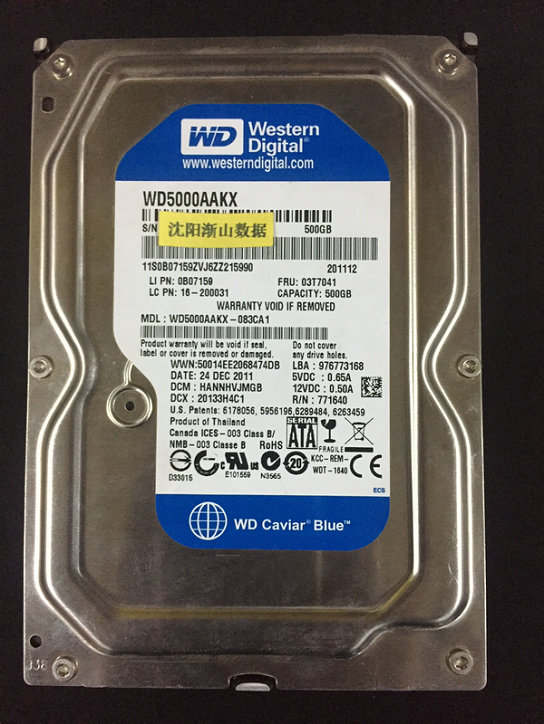 WD Western Digital
www.westerndigital.com
WD5000AAKX
S/N 沈阳渐山数据 500GB
11S0B07159ZVJ6ZZ215990 201112
LI PN: 0B07159 FRU: 03T7041
LC PN: 16-200031 CAPACITY: 500GB
WARRANTY VOID IF REMOVED
MDL: WD5000AAKX-083CA1
Product warranty will be void if seal, Do not cover
label or cover is removed or damaged. any drive holes.
WWN:50014EE2068474DB LBA: 976773168
DATE: 24 DEC 2011 5VDC : 0.65A
DCM: HANNHVJMGB 12VDC : 0.50A
DCX: 20133H4C1 R/N: 771640
U.S. Patents: 6178056, 5956196,6289484, 6263459
Product of Thailand SERIAL
Canada ICES-003 Class B/ ATA
NMB-003 Classe B RoHS FRAGILE
20 KCC-REM-
WDT-1640 CE
D33015 E101559 N3565
ECS
WD Caviar® Blue™
338